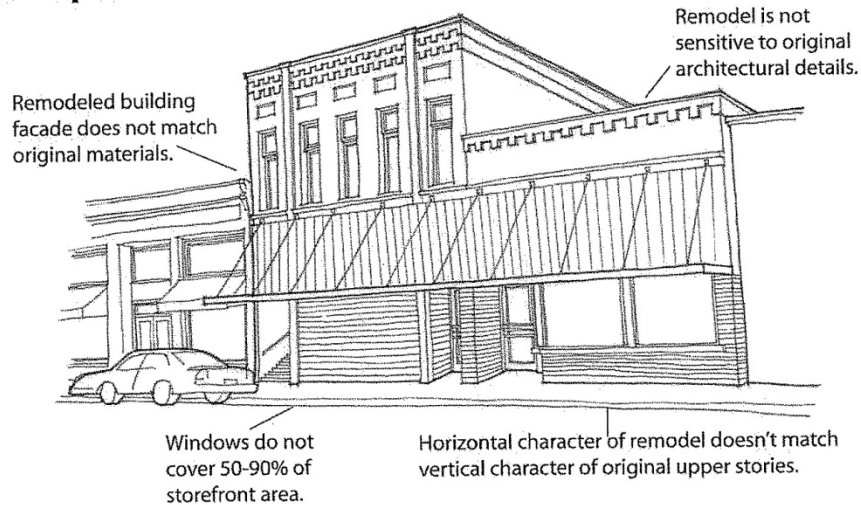 Remodel is not
sensitive to original
architectural details.
Remodeled building
facade does not match
original materials.
Windows do not
cover 50-90% of
storefront area.
Horizontal character of remodel doesn't match
vertical character of original upper stories.